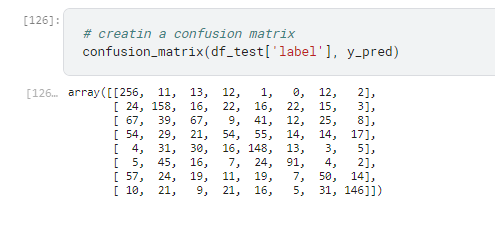 [126]:
# creatin a confusion matrix
confusion_matrix(df_test['label'], y_pred)
[126… array([[256, 11, 13, 12, 1, 0, 12, 2],
[ 24, 158, 16, 22, 16, 22, 15, 3],
[ 67, 39, 67, 9, 41, 12, 25, 8],
[ 54, 29, 21, 54, 55, 14, 14, 17],
[ 4, 31, 30, 16, 148, 13, 3, 5],
[ 5, 45, 16, 7, 24, 91, 4, 2],
[ 57, 24, 19, 11, 19, 7, 50, 14],
[ 10, 21, 9, 21, 16, 5, 31, 146]])